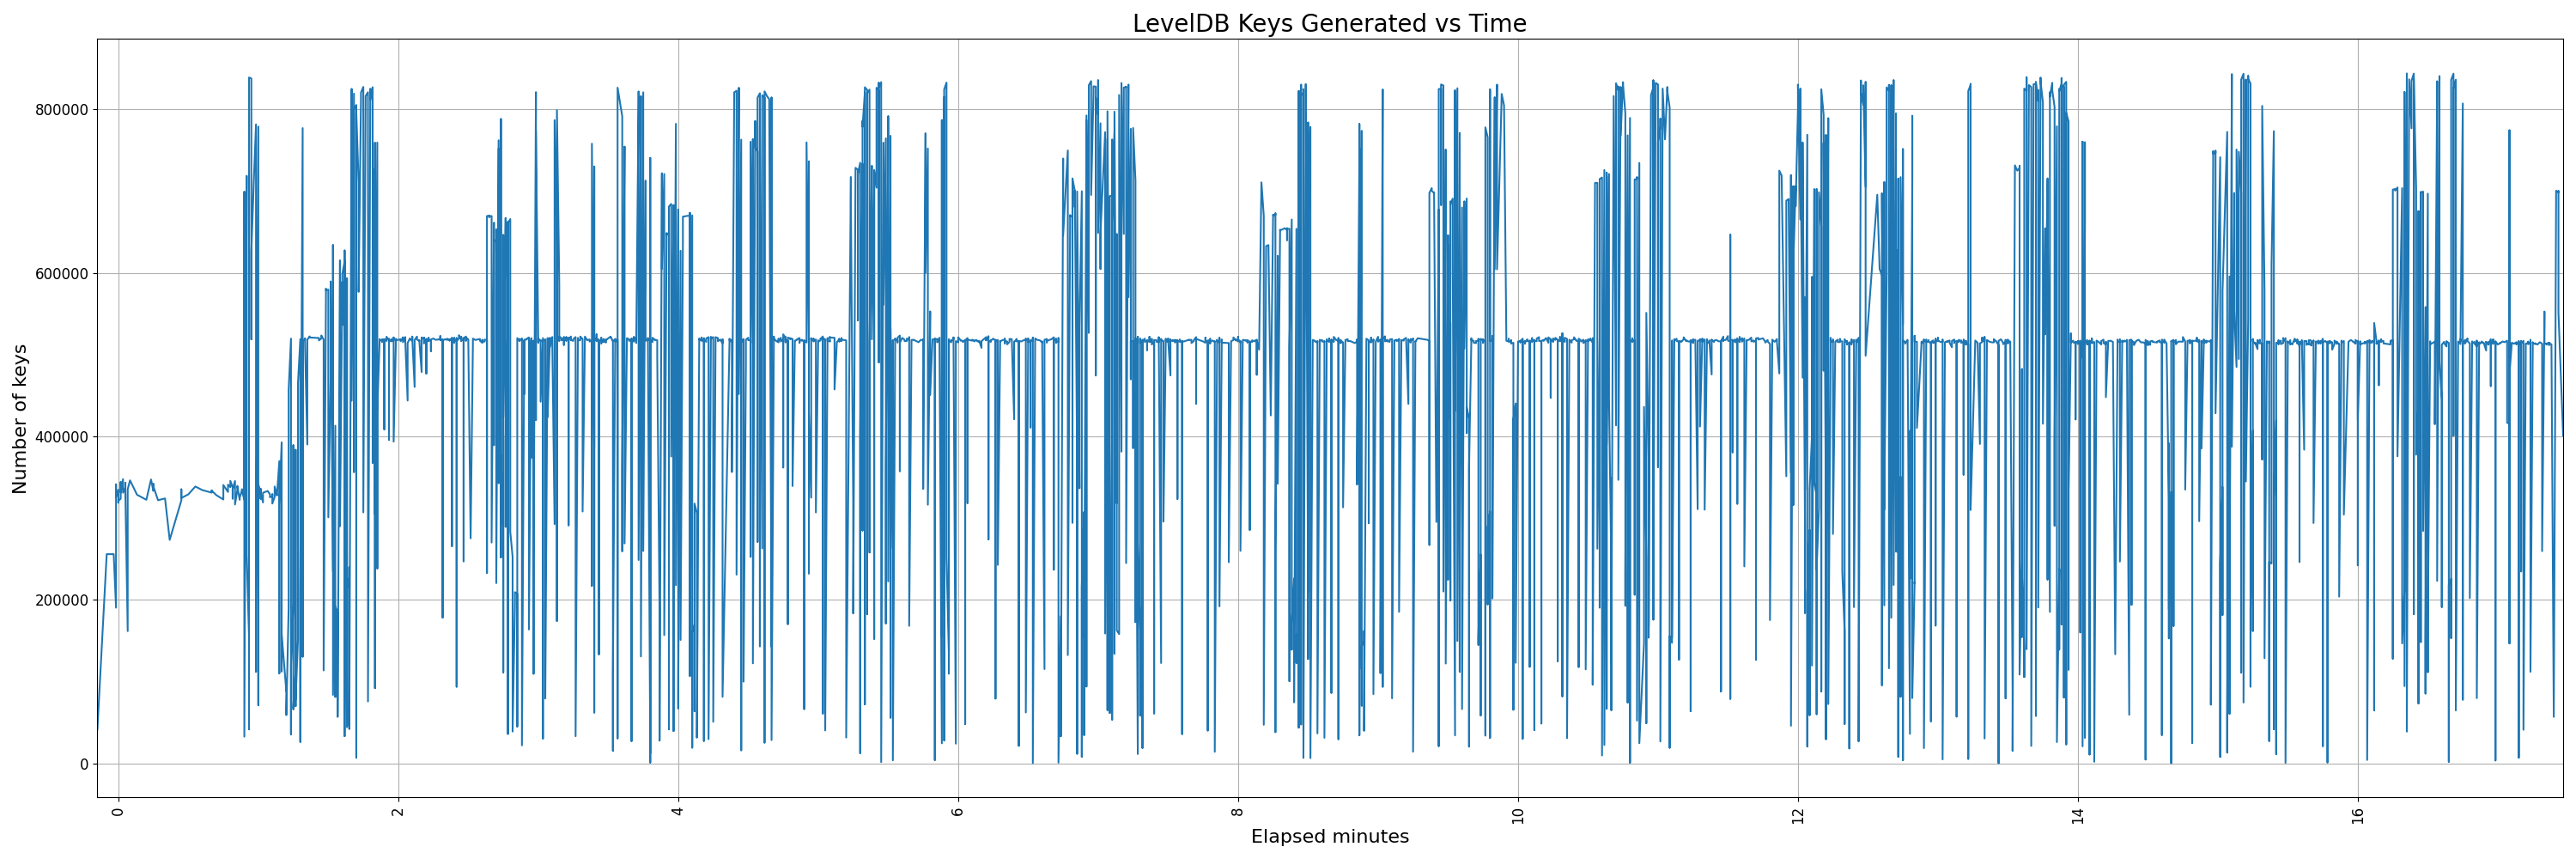 LevelDB Keys Generated vs Time
Number of keys
800000
600000
400000
200000
0
0 2 4 6 8 10 12 14 16
Elapsed minutes